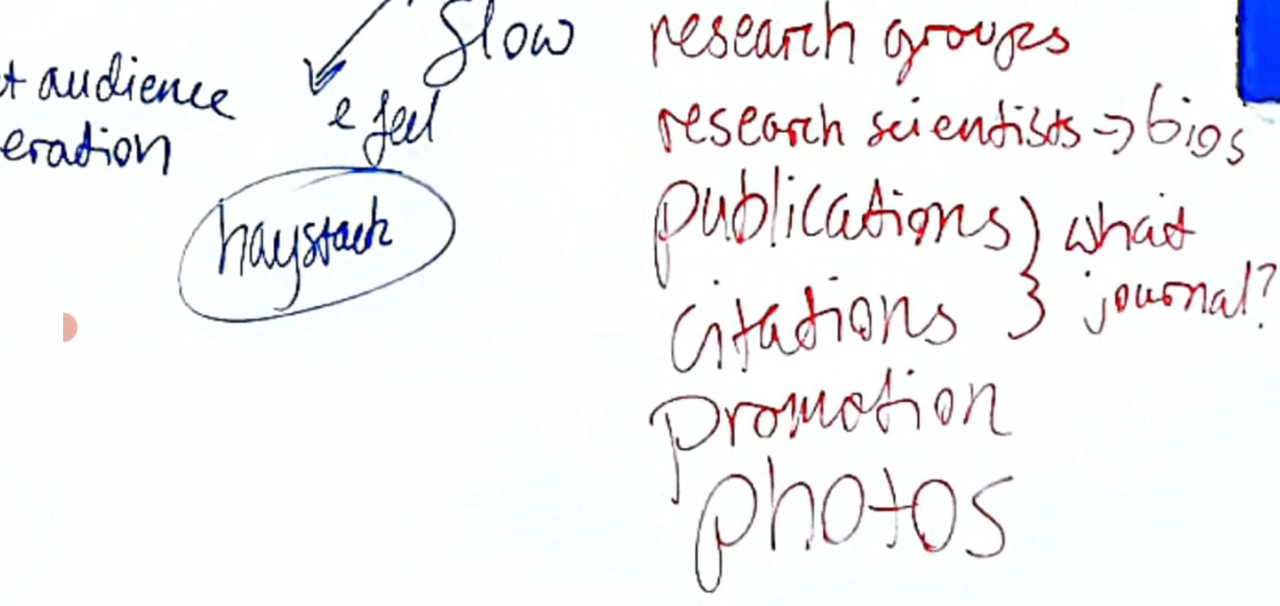 slow
audience
eration
e feel
haystack
research groups
research scientists → bios
publications) what
citations } journal?
promotion
photos